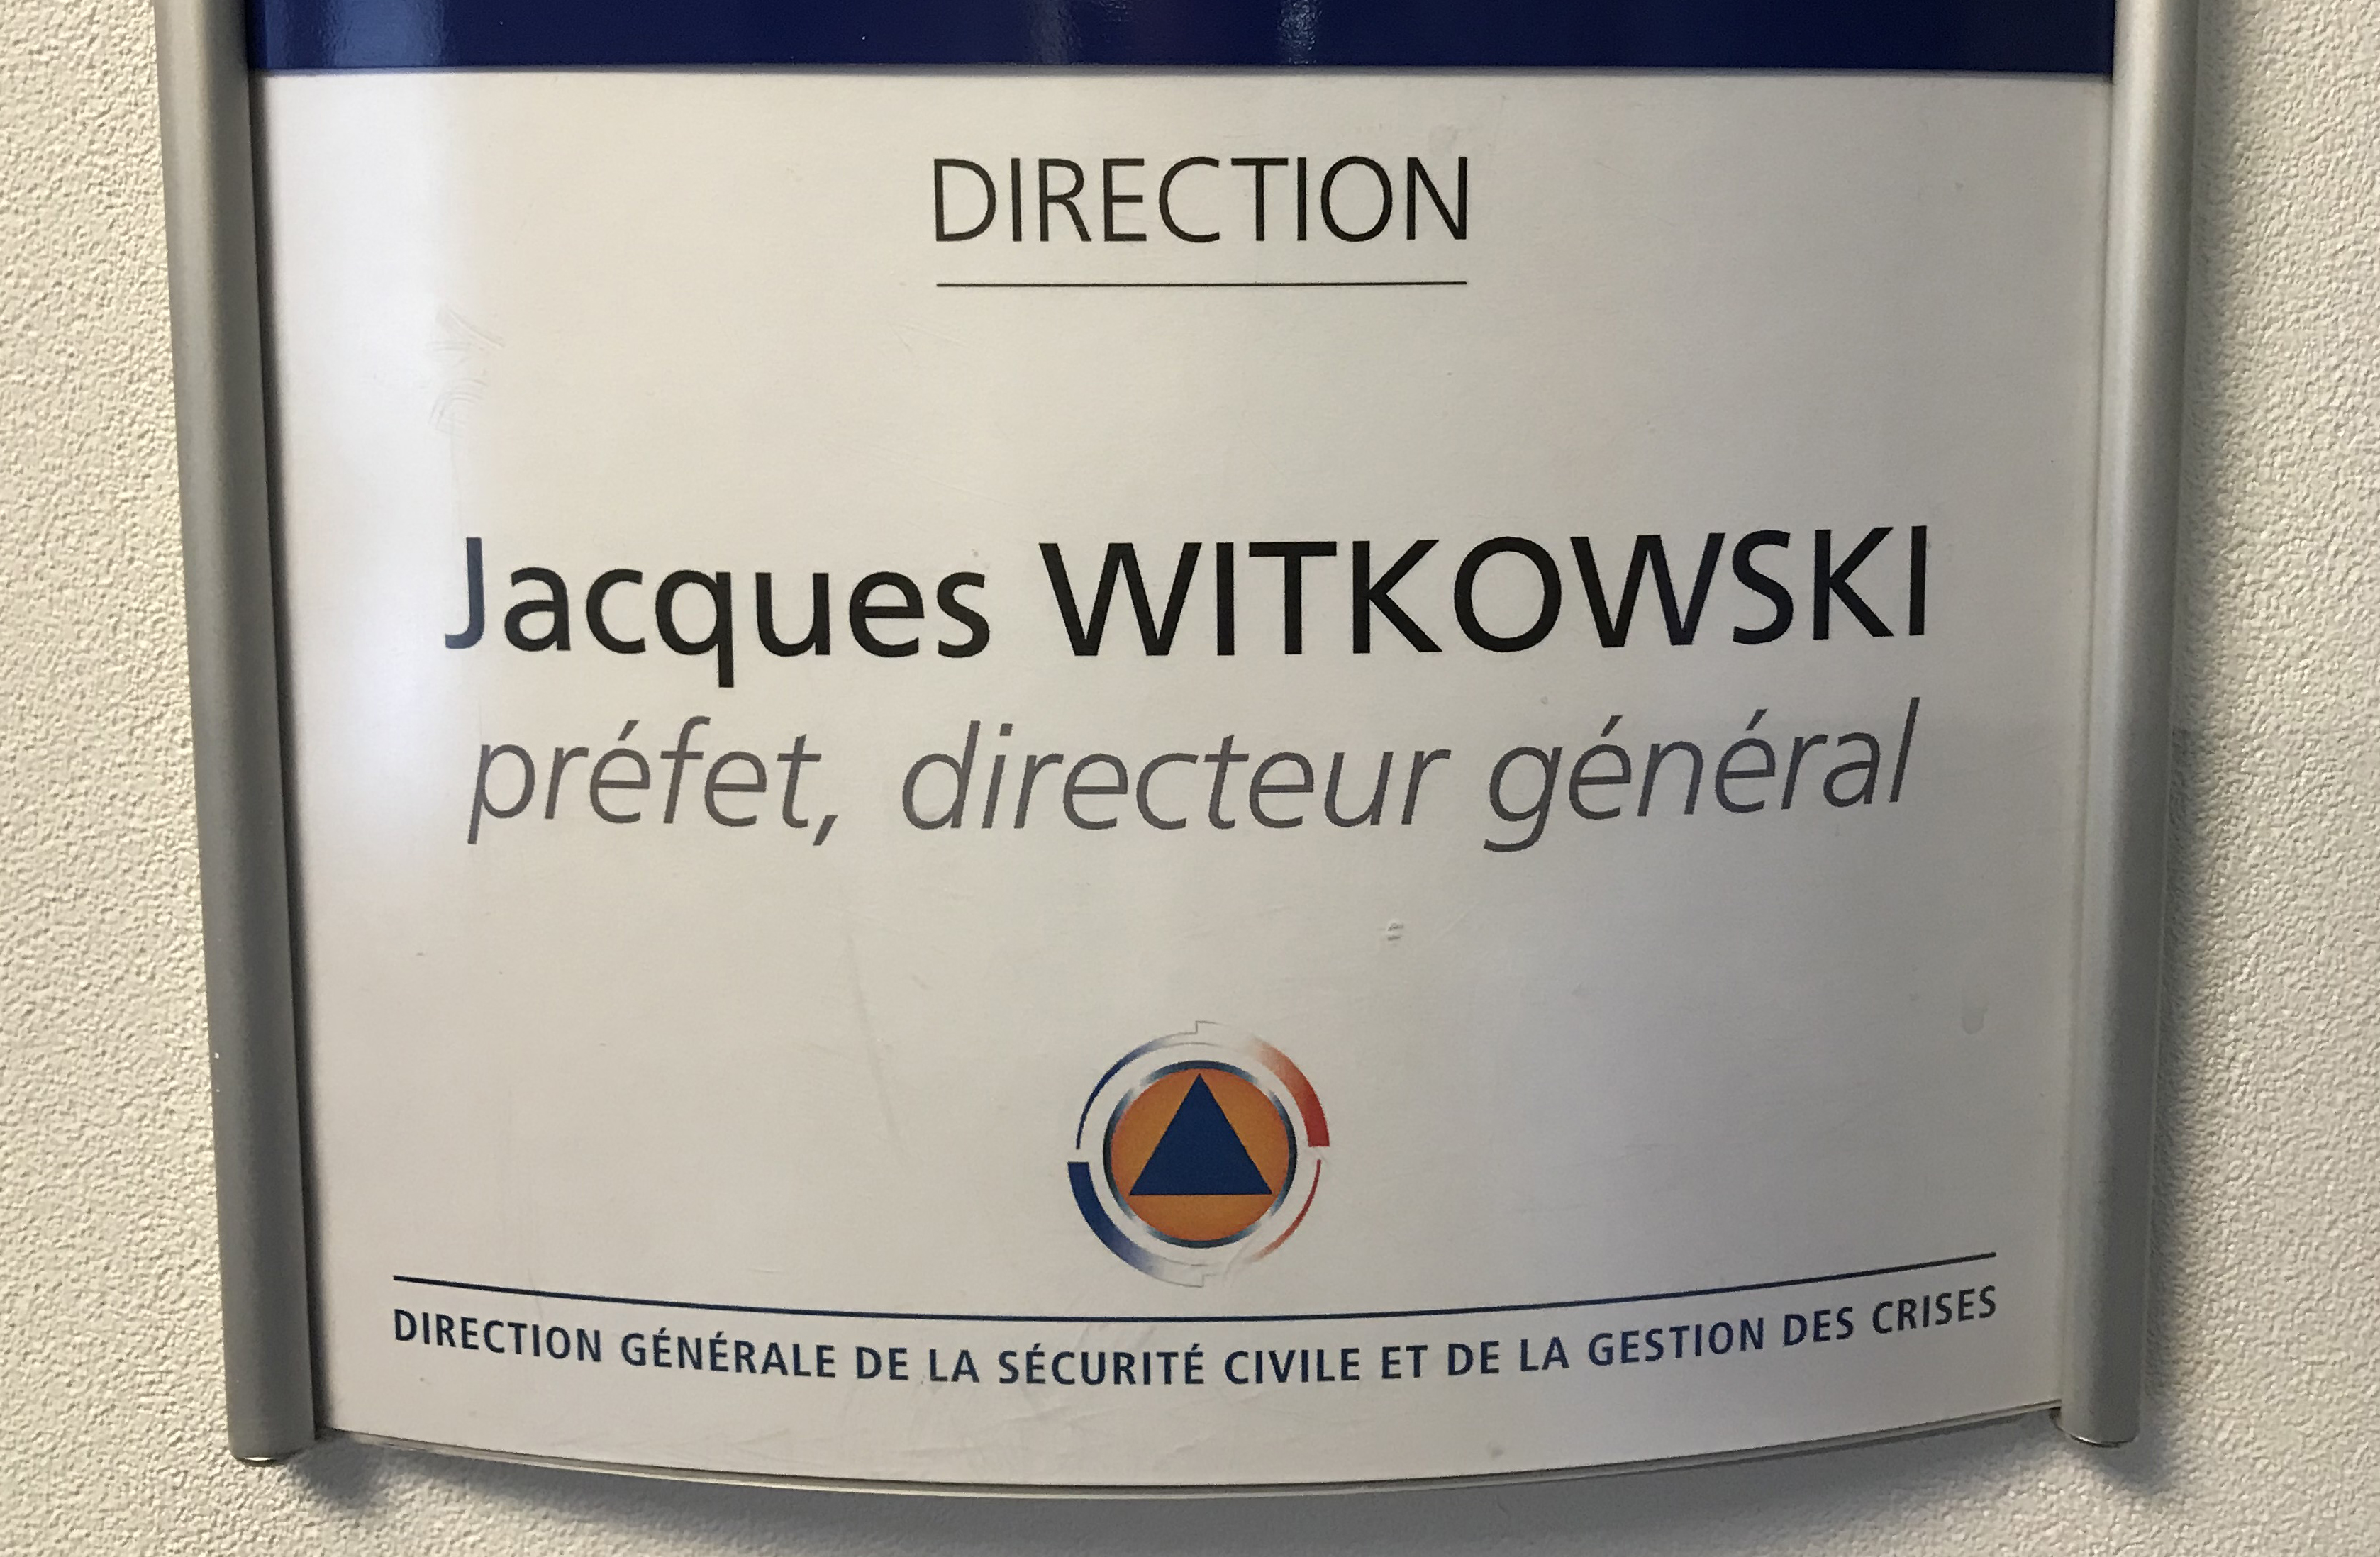 DIRECTION
Jacques WITKOWSKI
préfet, directeur général
DIRECTION GÉNÉRALE DE LA SÉCURITÉ CIVILE ET DE LA GESTION DES CRISES